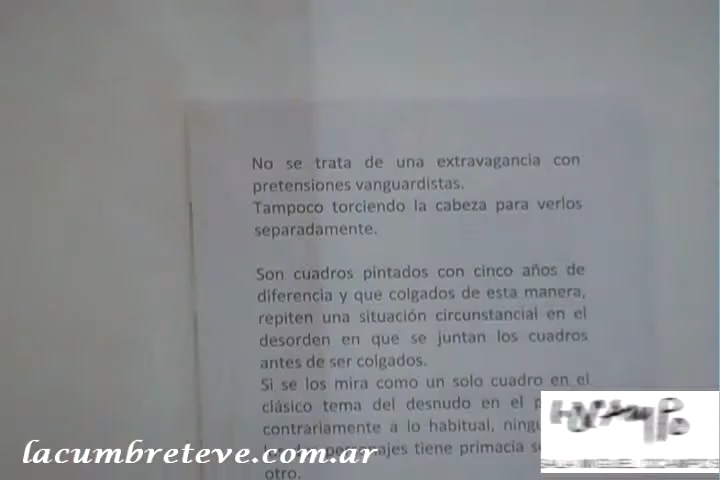 No se trata de una extravagancia con
pretensiones vanguardistas.
Tampoco torciendo la cabeza para verlos
separadamente.
Son cuadros pintados con cinco años de
diferencia y que colgados de esta manera,
repiten una situación circunstancial en el
desorden en que se juntan los cuadros
antes de ser colgados.
Si se los mira como un solo cuadro en el
clásico tema del desnudo en el
contrariamente a lo habitual,
personajes tiene primacia
otro.
lacumbreteve.com.ar